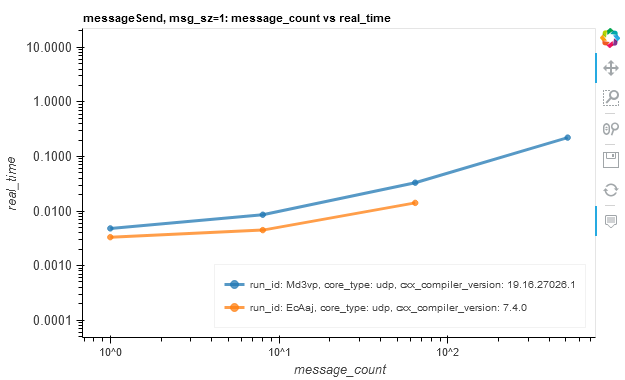 messageSend, msg_sz=1: message_count vs real_time
10.0000
1.0000
0.1000
0.0100
0.0010
0.0001
real_time
run_id: Md3vp, core_type: udp, cxx_compiler_version: 19.16.27026.1
run_id: EcAaj, core_type: udp, cxx_compiler_version: 7.4.0
10^0
10^1
10^2
message_count